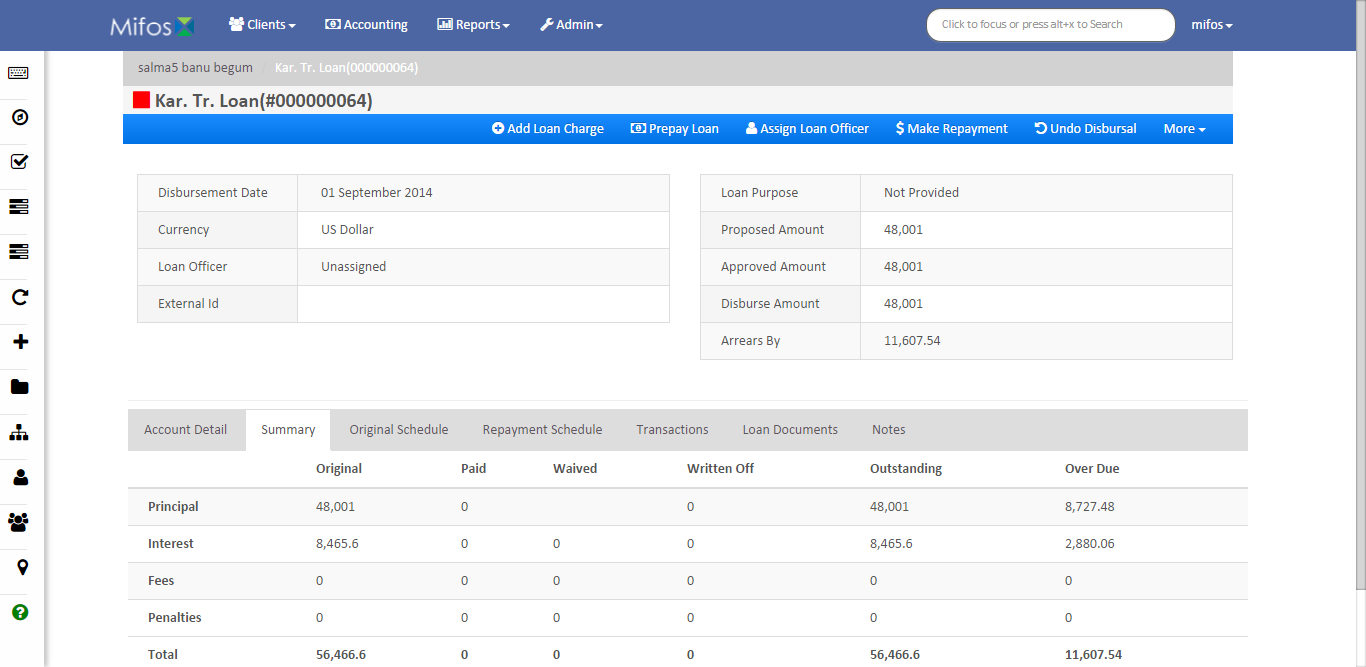 Mifos Clients Accounting Reports Admin Click to focus or press alt+x to Search mifos
salma5 banu begum / Kar. Tr. Loan(000000064)
Kar. Tr. Loan(#000000064)
Add Loan Charge Prepay Loan Assign Loan Officer $ Make Repayment Undo Disbursal More
Disbursement Date 01 September 2014
Currency US Dollar
Loan Officer Unassigned
External Id
Loan Purpose Not Provided
Proposed Amount 48,001
Approved Amount 48,001
Disburse Amount 48,001
Arrears By 11,607.54
Account Detail Summary Original Schedule Repayment Schedule Transactions Loan Documents Notes
Original Paid Waived Written Off Outstanding Over Due
Principal 48,001 0 0 48,001 8,727.48
Interest 8,465.6 0 0 0 8,465.6 2,880.06
Fees 0 0 0 0 0 0
Penalties 0 0 0 0 0 0
Total 56,466.6 0 0 0 56,466.6 11,607.54
?